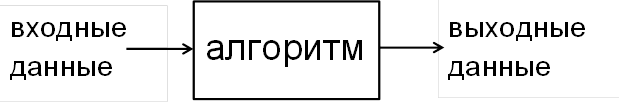 входные
данные
алгоритм
выходные
данные